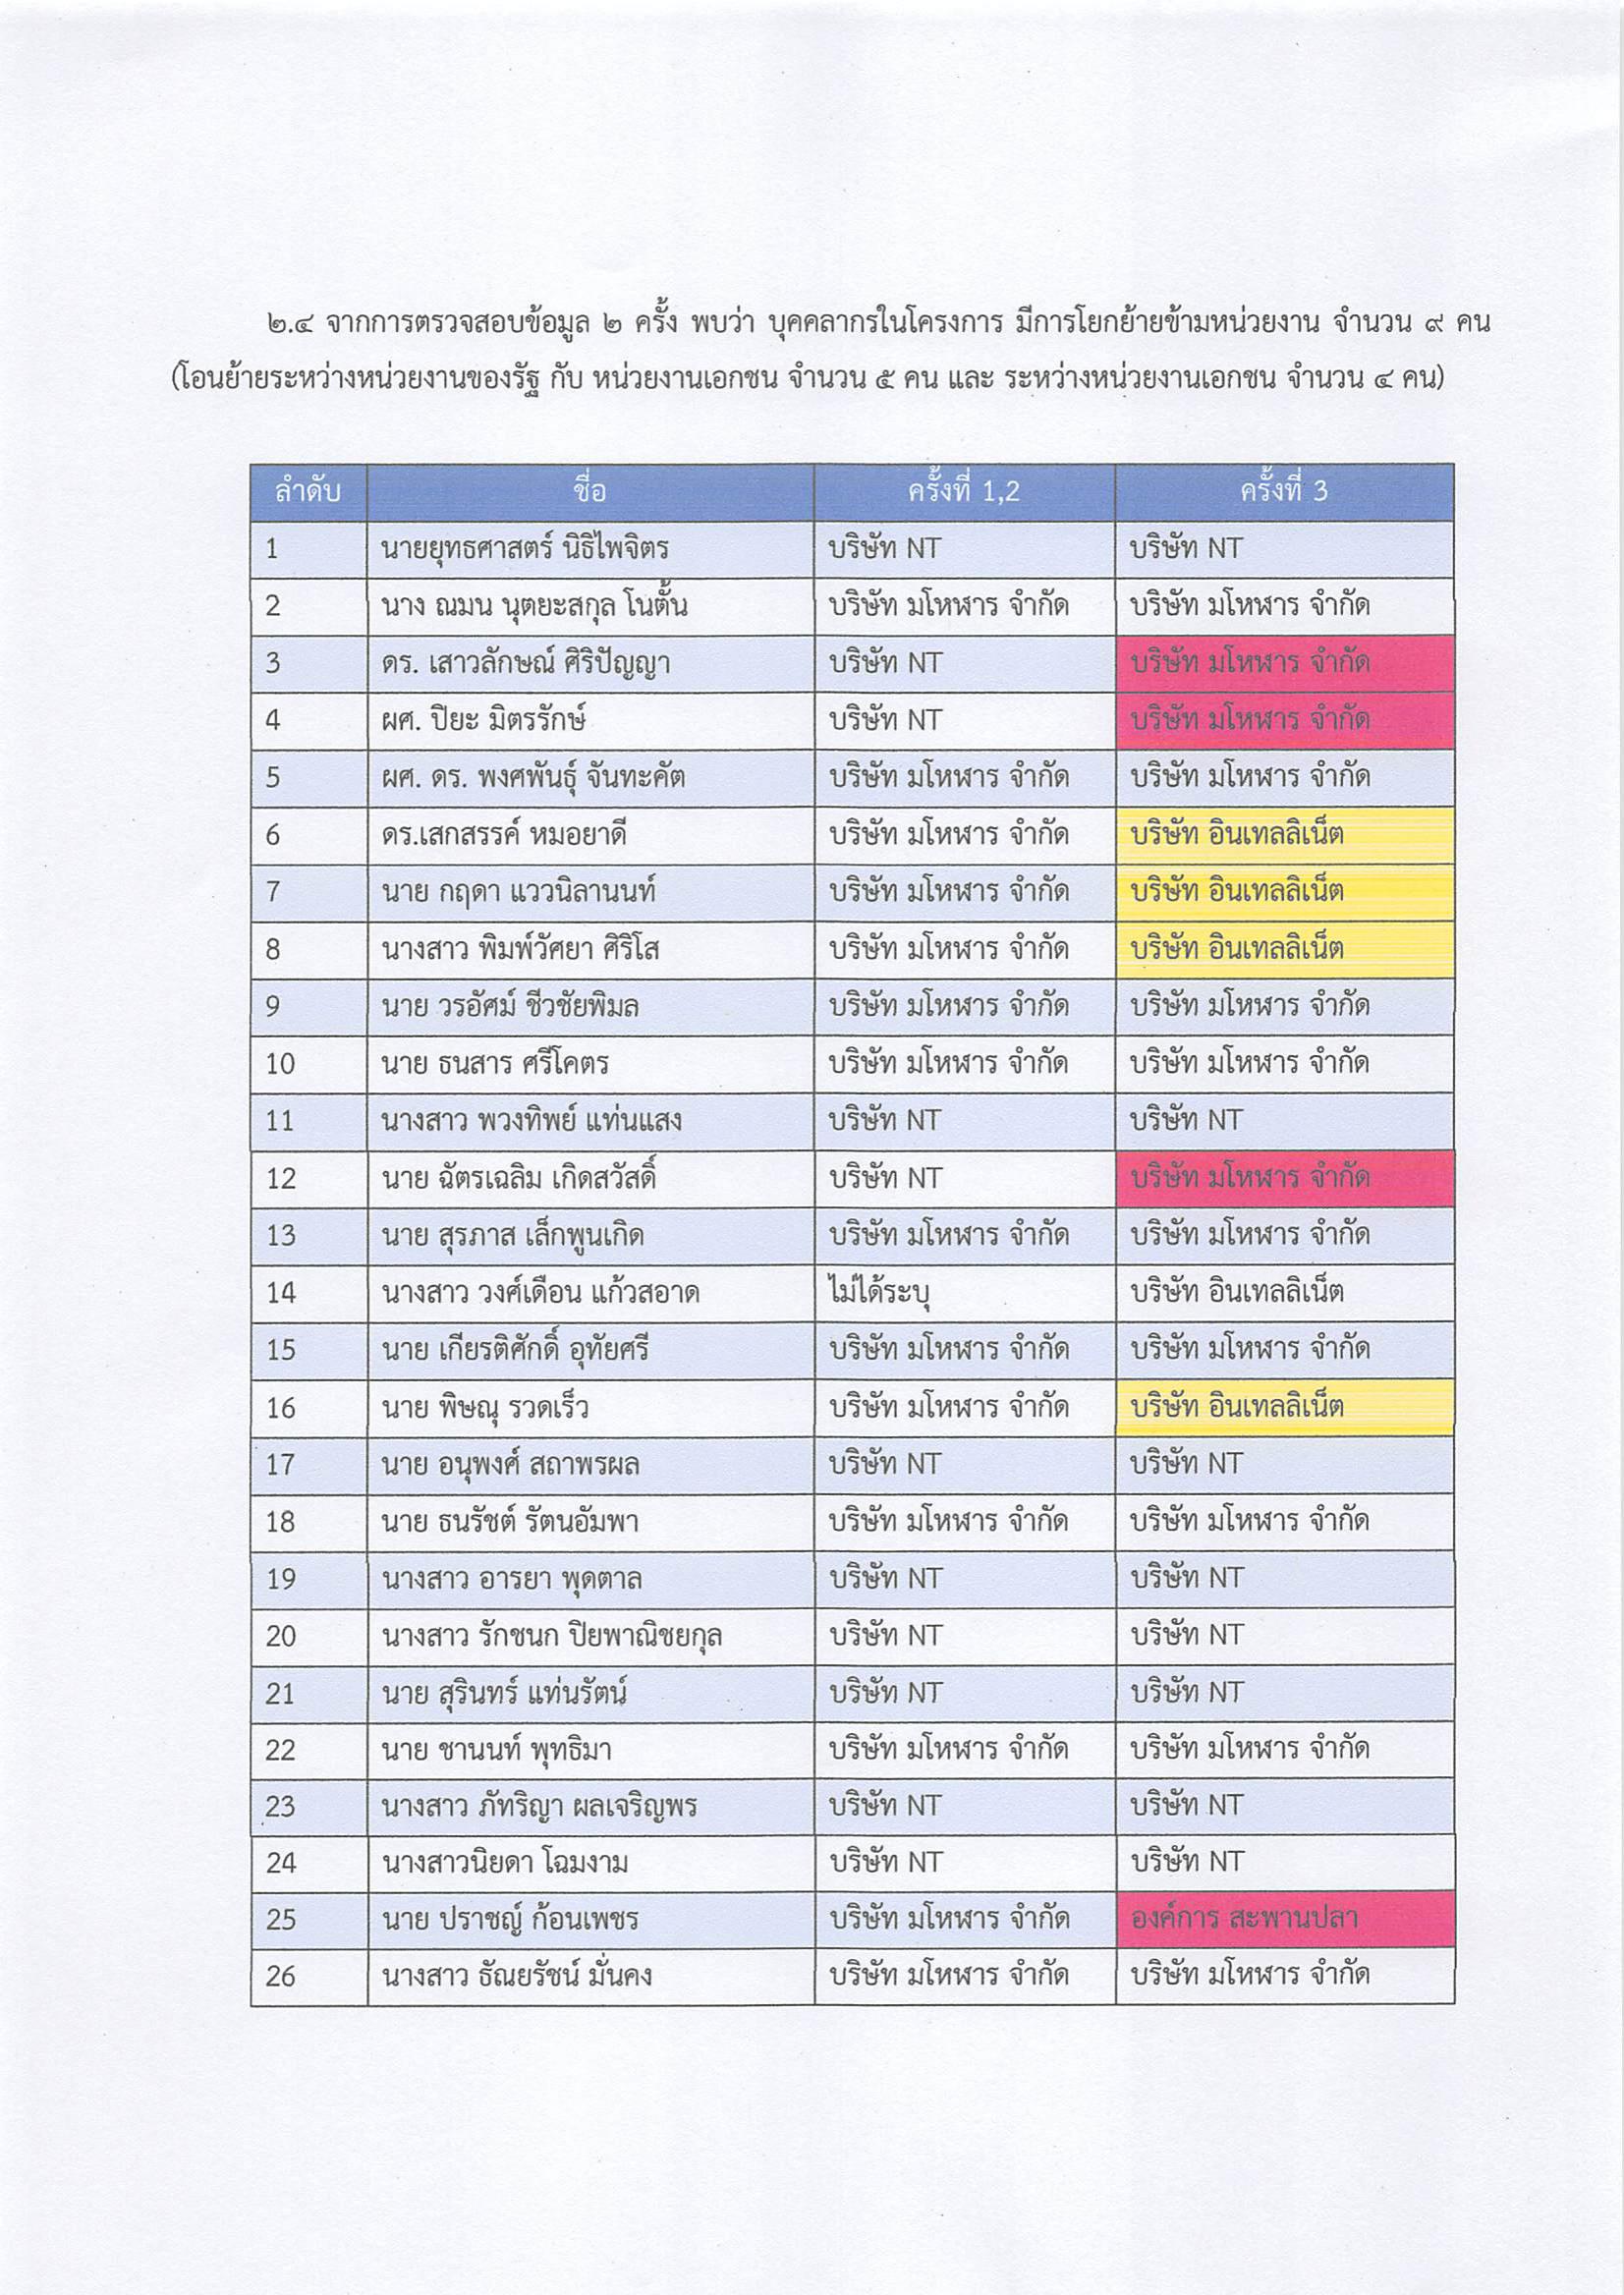 ๒.๔ จากการตรวจสอบข้อมูล ๒ ครั้ง พบว่า บุคคลากรในโครงการ มีการโยกย้ายข้ามหน่วยงาน จำนวน ๙ คน
(โอนย้ายระหว่างหน่วยงานของรัฐ กับ หน่วยงานเอกชน จำนวน ๕ คน และ ระหว่างหน่วยงานเอกชน จำนวน ๔ คน)
ลำดับ ชื่อ ครั้งที่ 1,2 ครั้งที่ 3
1 นายยุทธศาสตร์ นิธิไพจิตร บริษัท NT บริษัท NT
2 นาง ณมน นุตยะสกุล โนตั้น บริษัท มโหฬาร จำกัด บริษัท มโหฬาร จำกัด
3 ดร. เสาวลักษณ์ ศิริปัญญา บริษัท NT บริษัท มโหฬาร จำกัด
4 ผศ. ปิยะ มิตรรักษ์ บริษัท NT บริษัท มโหฬาร จำกัด
5 ผศ. ดร. พงศพันธุ์ จันทะคัต บริษัท มโหฬาร จำกัด บริษัท มโหฬาร จำกัด
6 ดร.เสกสรรค์ หมอยาดี บริษัท มโหฬาร จำกัด บริษัท อินเทลลิเน็ต
7 นาย กฤดา แววนิลานนท์ บริษัท มโหฬาร จำกัด บริษัท อินเทลลิเน็ต
8 นางสาว พิมพ์วัศยา ศิริโส บริษัท มโหฬาร จำกัด บริษัท อินเทลลิเน็ต
9 นาย วรอัศม์ ชีวชัยพิมล บริษัท มโหฬาร จำกัด บริษัท มโหฬาร จำกัด
10 นาย ธนสาร ศรีโคตร บริษัท มโหฬาร จำกัด บริษัท มโหฬาร จำกัด
11 นางสาว พวงทิพย์ แท่นแสง บริษัท NT บริษัท NT
12 นาย ฉัตรเฉลิม เกิดสวัสดิ์ บริษัท NT บริษัท มโหฬาร จำกัด
13 นาย สุรภาส เล็กพูนเกิด บริษัท มโหฬาร จำกัด บริษัท มโหฬาร จำกัด
14 นางสาว วงศ์เดือน แก้วสอาด ไม่ได้ระบุ บริษัท อินเทลลิเน็ต
15 นาย เกียรติศักดิ์ อุทัยศรี บริษัท มโหฬาร จำกัด บริษัท มโหฬาร จำกัด
16 นาย พิษณุ รวดเร็ว บริษัท มโหฬาร จำกัด บริษัท อินเทลลิเน็ต
17 นาย อนุพงศ์ สถาพรผล บริษัท NT บริษัท NT
18 นาย ธนรัชต์ รัตนอัมพา บริษัท มโหฬาร จำกัด บริษัท มโหฬาร จำกัด
19 นางสาว อารยา พุดตาล บริษัท NT บริษัท NT
20 นางสาว รักชนก ปิยพาณิชยกุล บริษัท NT บริษัท NT
21 นาย สุรินทร์ แท่นรัตน์ บริษัท NT บริษัท NT
22 นาย ชานนท์ พุทธิมา บริษัท มโหฬาร จำกัด บริษัท มโหฬาร จำกัด
23 นางสาว ภัทริญา ผลเจริญพร บริษัท NT บริษัท NT
24 นางสาวนิยดา โฉมงาม บริษัท NT บริษัท NT
25 นาย ปราชญ์ ก้อนเพชร บริษัท มโหฬาร จำกัด องค์การ สะพานปลา
26 นางสาว ธัณยรัชน์ มั่นคง บริษัท มโหฬาร จำกัด บริษัท มโหฬาร จำกัด